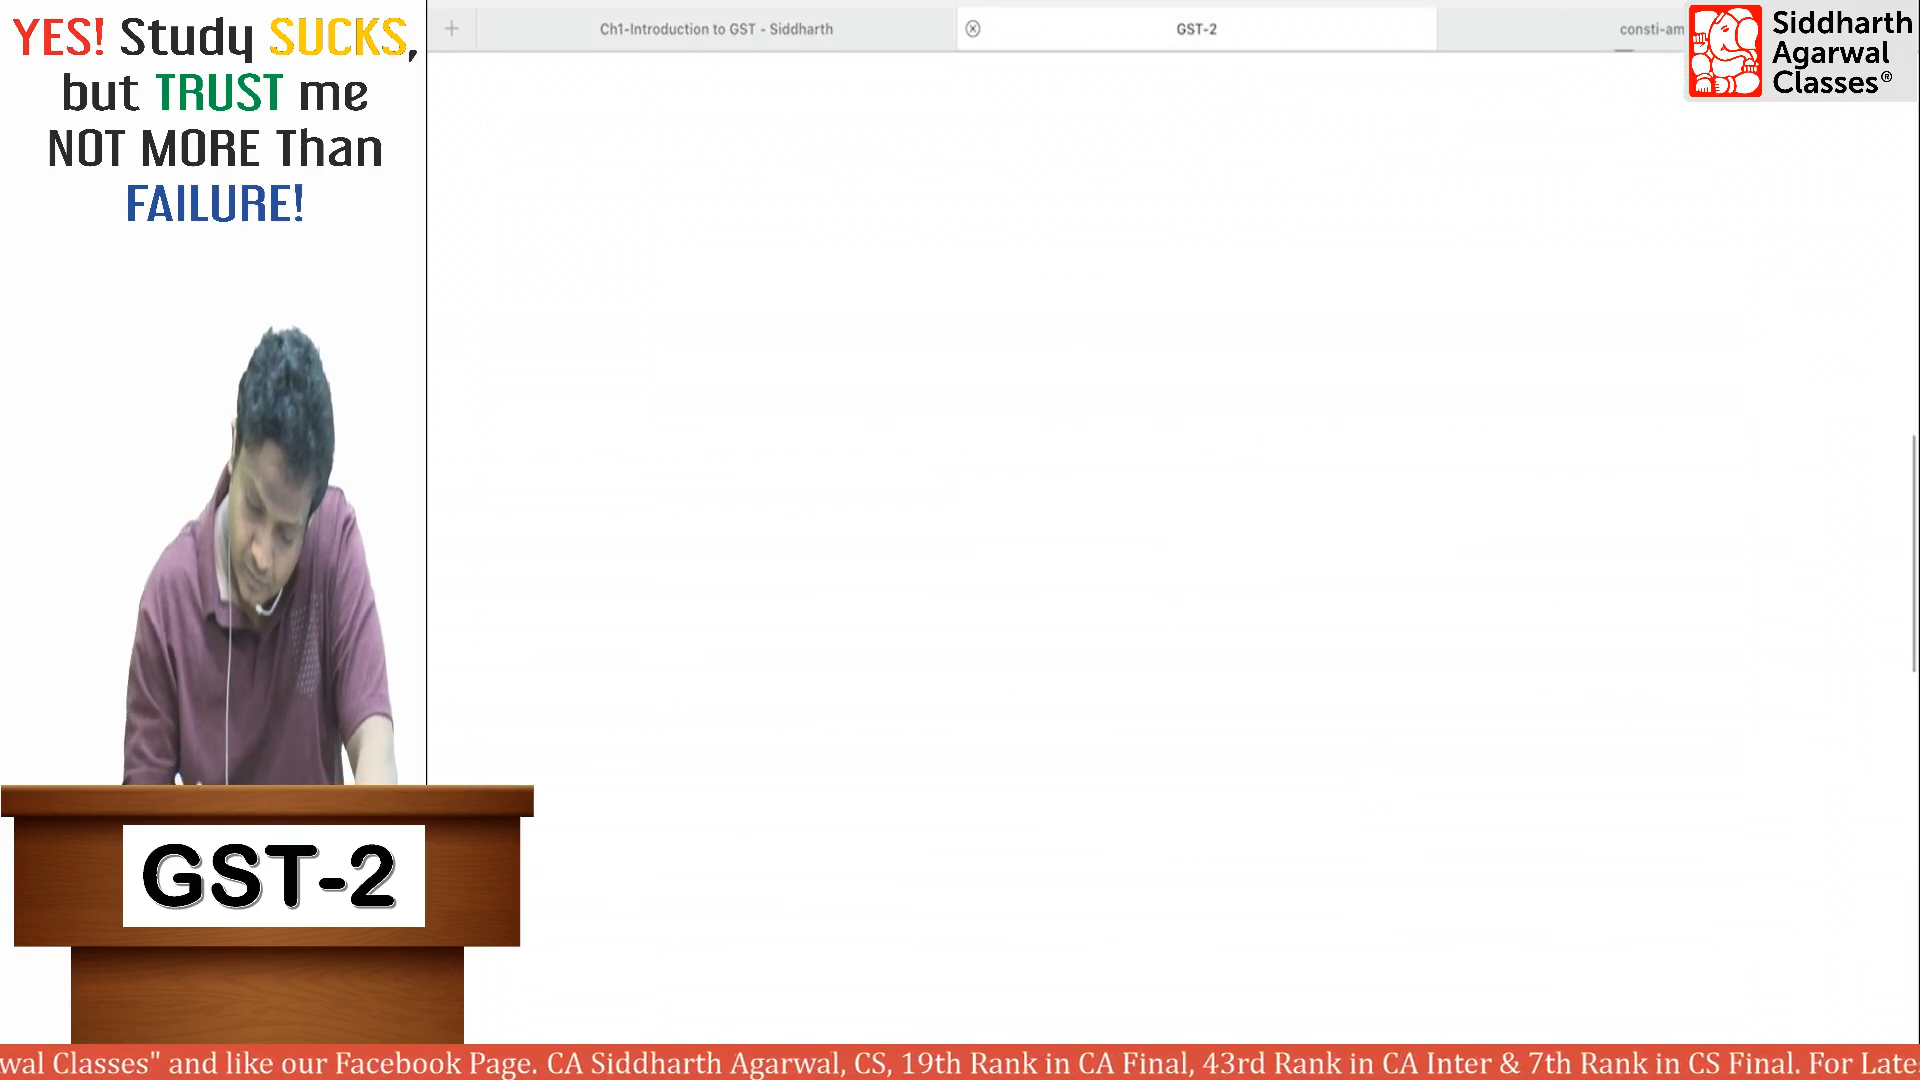 YES! Study SUCKS,
but TRUST me
NOT MORE Than
FAILURE!
Ch1-Introduction to GST - Siddharth
GST-2
consti-am
Siddharth
Agarwal
Classes®
GST-2
wal Classes" and like our Facebook Page. CA Siddharth Agarwal, CS, 19th Rank in CA Final, 43rd Rank in CA Inter & 7th Rank in CS Final. For Late